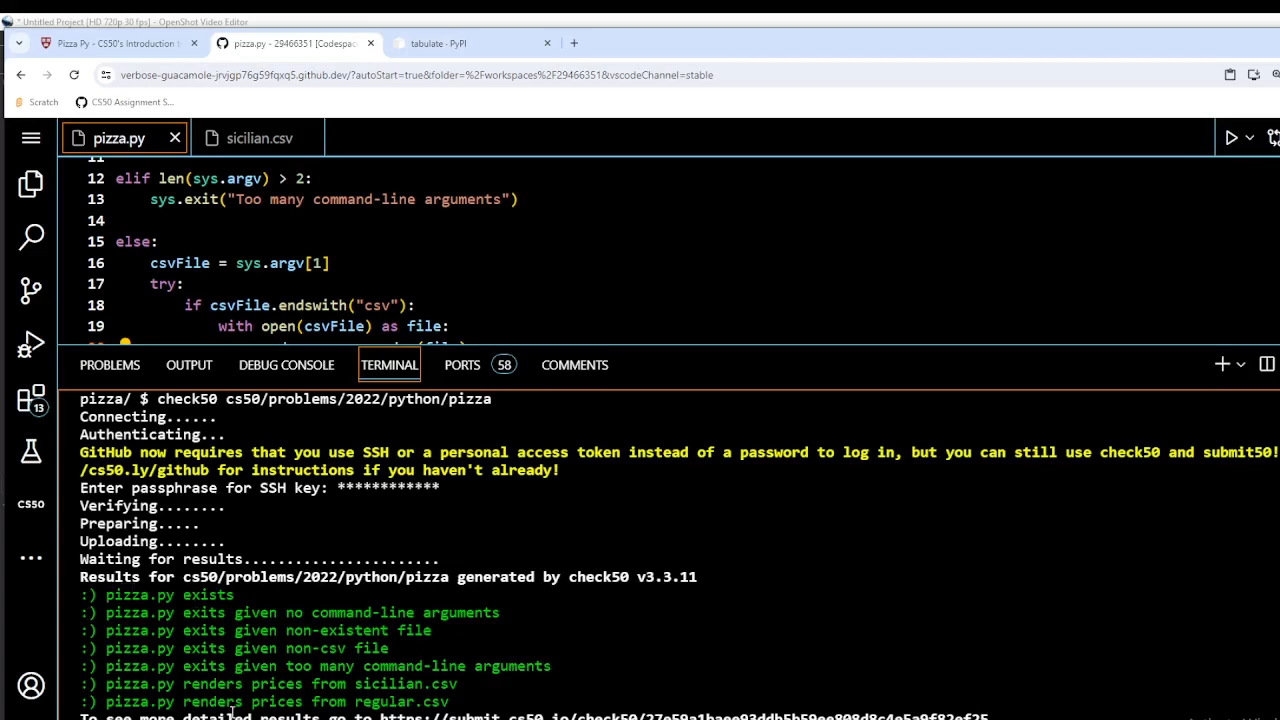 * Untitled Project [HD 720p 30 fps] - OpenShot Video Editor
Pizza Py - CS50's Introduction
pizza.py - 29466351 [Codespac
tabulate · PyPI
verbose-guacamole-jrvjgp76g59fqxq5.github.dev/?autoStart=true&folder=%2Fworkspaces%2F29466351&vscodeChannel=stable
Scratch
CS50 Assignment S...
pizza.py
sicilian.csv
11
12 elif len(sys.argv) > 2:
13 sys.exit("Too many command-line arguments")
14
15 else:
16 csvFile = sys.argv[1]
17 try:
18 if csvFile.endswith("csv"):
19 with open(csvFile) as file:
PROBLEMS OUTPUT DEBUG CONSOLE TERMINAL PORTS 58 COMMENTS
13
CS50
pizza/ $ check50 cs50/problems/2022/python/pizza
Connecting......
Authenticating...
GitHub now requires that you use SSH or a personal access token instead of a password to log in, but you can still use check50 and submit50!
/cs50.ly/github for instructions if you haven't already!
Enter passphrase for SSH key: ************
Verifying........
Preparing.....
Uploading........
Waiting for results.......................
Results for cs50/problems/2022/python/pizza generated by check50 v3.3.11
:) pizza.py exists
:) pizza.py exits given no command-line arguments
:) pizza.py exits given non-existent file
:) pizza.py exits given non-csv file
:) pizza.py exits given too many command-line arguments
:) pizza.py renders prices from sicilian.csv
:) pizza.py renders prices from regular.csv
To see more detailed results go to